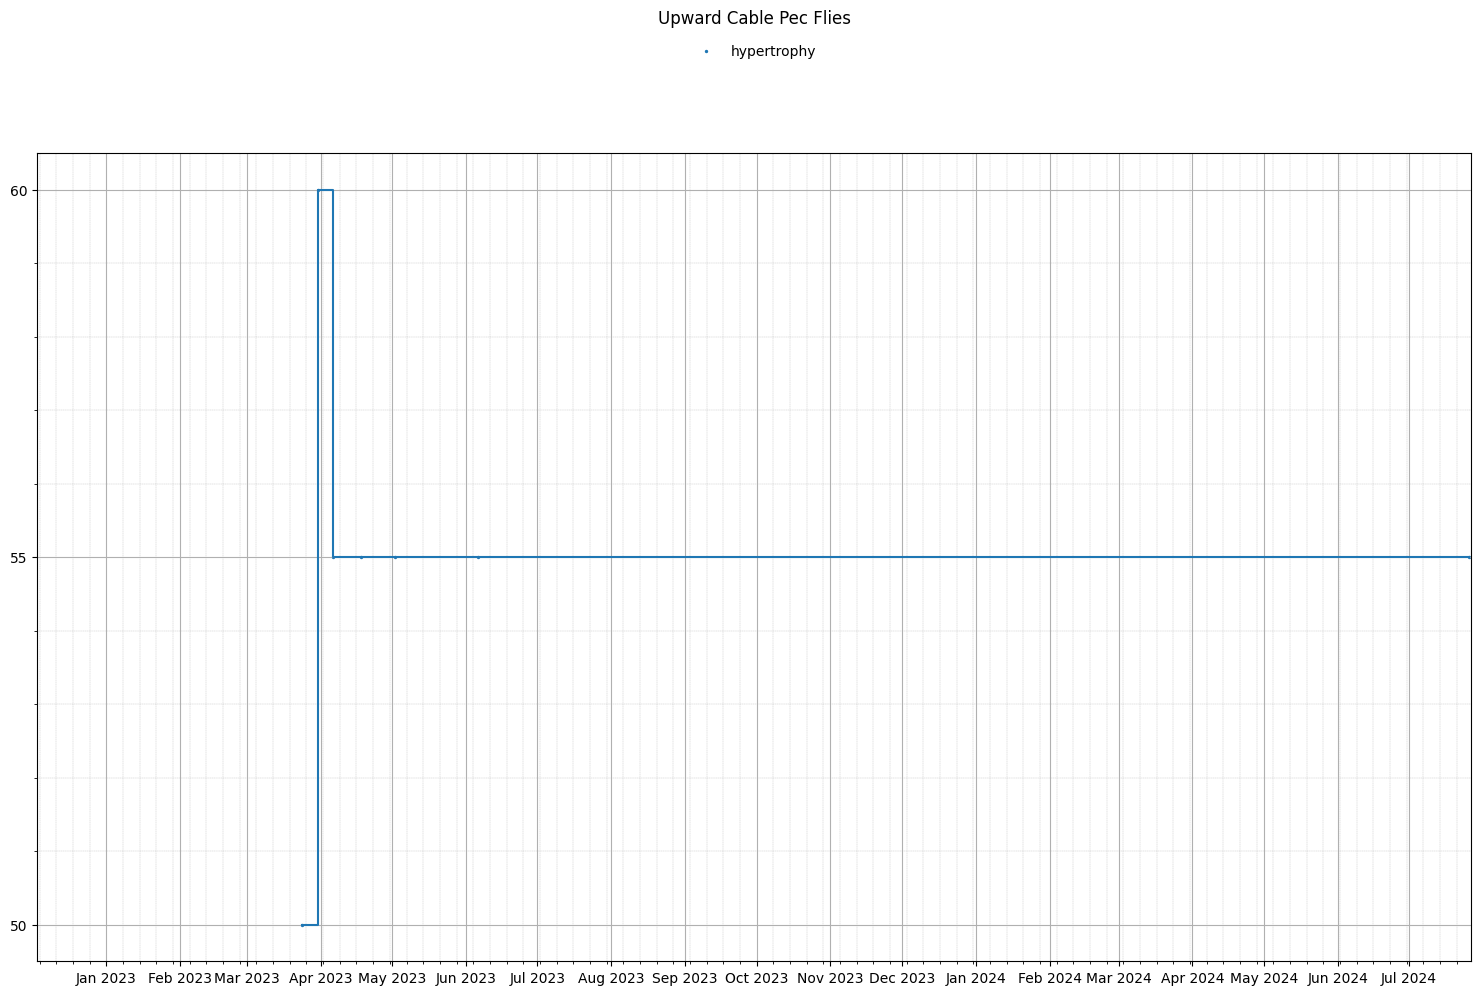 Upward Cable Pec Flies
hypertrophy
60
55
50
Jan 2023 Feb 2023 Mar 2023 Apr 2023 May 2023 Jun 2023 Jul 2023 Aug 2023 Sep 2023 Oct 2023 Nov 2023 Dec 2023 Jan 2024 Feb 2024 Mar 2024 Apr 2024 May 2024 Jun 2024 Jul 2024